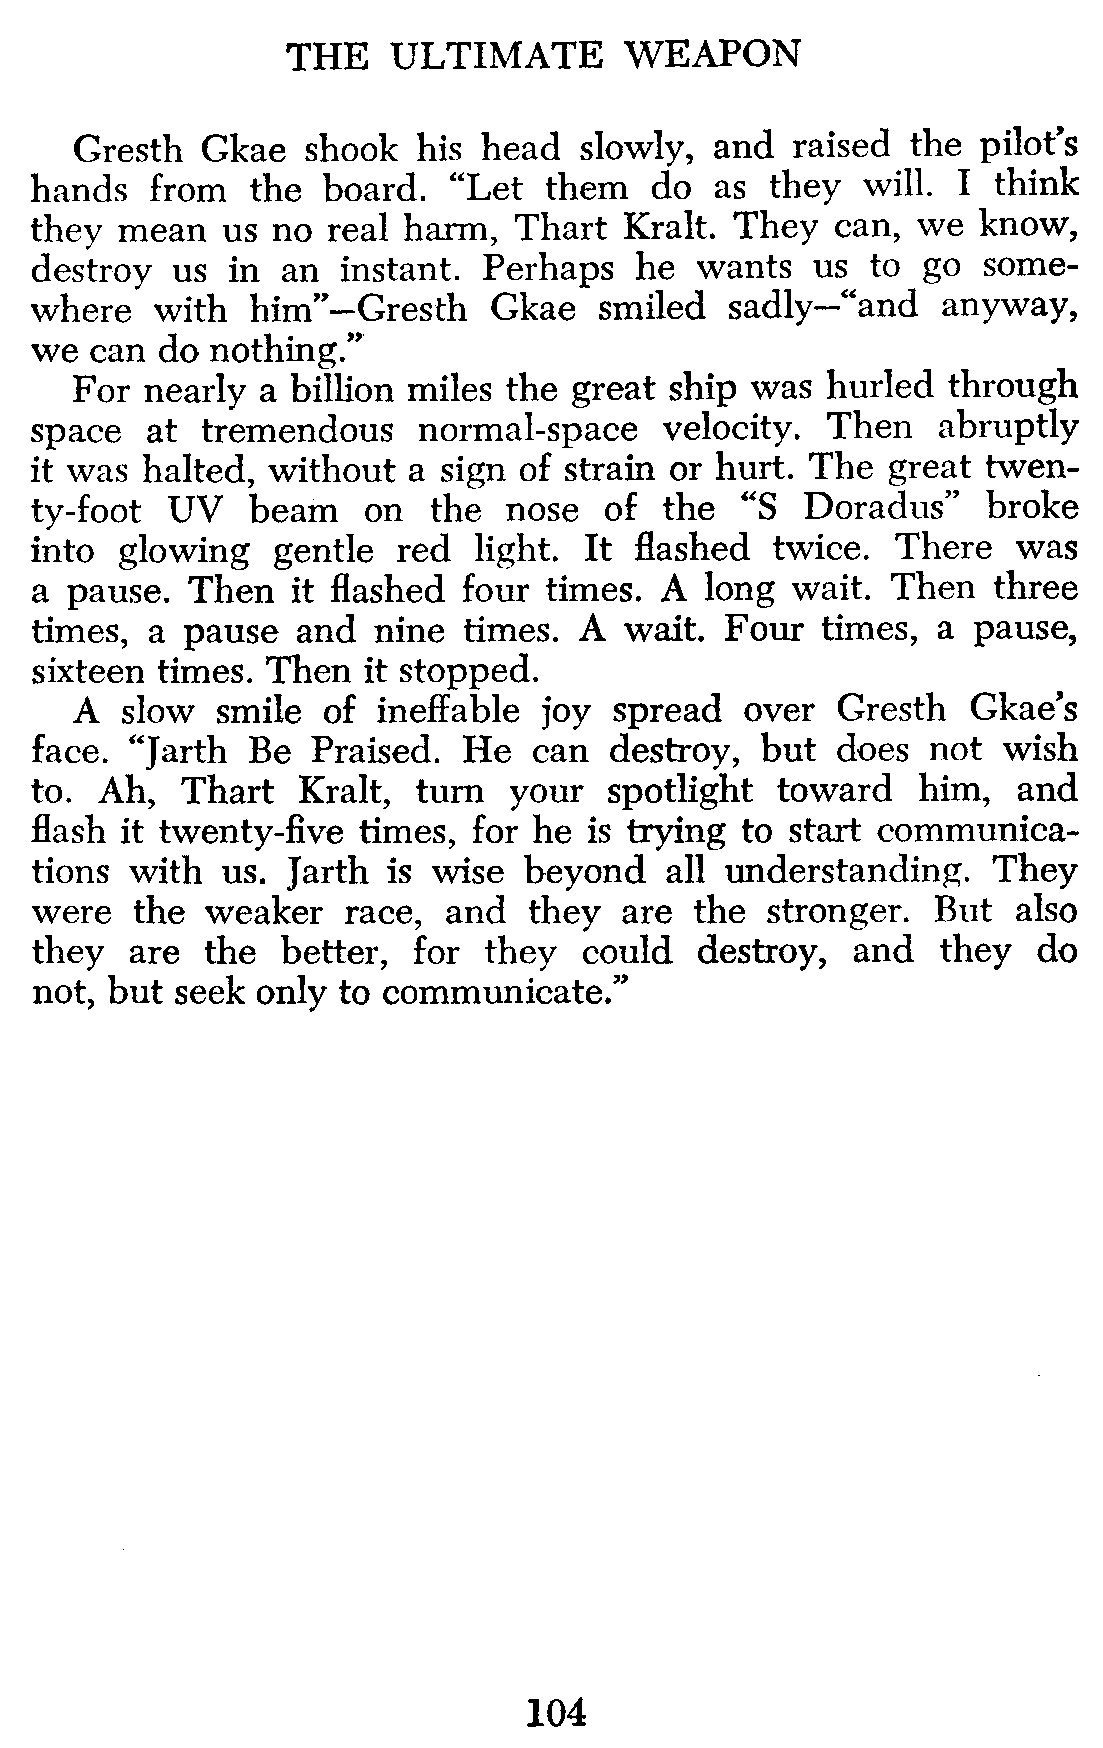 THE ULTIMATE WEAPON
Gresth Gkae shook his head slowly, and raised the pilot's
hands from the board. “Let them do as they will. I think
they mean us no real harm, Thart Kralt. They can, we know,
destroy us in an instant. Perhaps he wants us to go some-
where with him”—Gresth Gkae smiled sadly—“and anyway,
we can do nothing.”
For nearly a billion miles the great ship was hurled through
space at tremendous normal-space velocity. Then abruptly
it was halted, without a sign of strain or hurt. The great twen-
ty-foot UV beam on the nose of the “S Doradus” broke
into glowing gentle red light. It flashed twice. There was
a pause. Then it flashed four times. A long wait. Then three
times, a pause and nine times. A wait. Four times, a pause,
sixteen times. Then it stopped.
A slow smile of ineffable joy spread over Gresth Gkae's
face. “Jarth Be Praised. He can destroy, but does not wish
to. Ah, Thart Kralt, turn your spotlight toward him, and
flash it twenty-five times, for he is trying to start communica-
tions with us. Jarth is wise beyond all understanding. They
were the weaker race, and they are the stronger. But also
they are the better, for they could destroy, and they do
not, but seek only to communicate.”
104